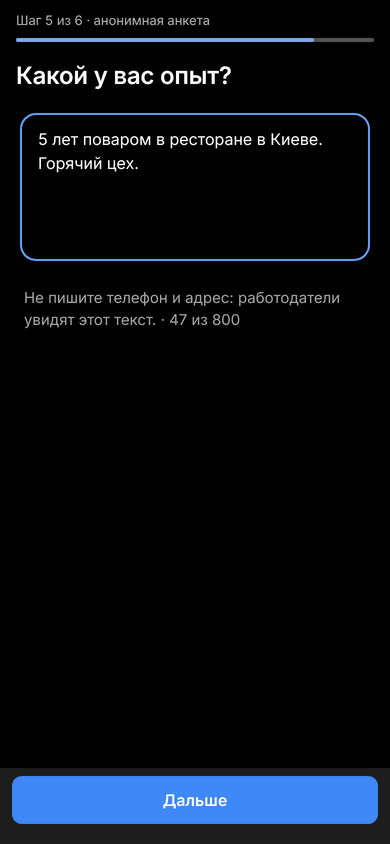 Шаг 5 из 6 · анонимная анкета
Какой у вас опыт?
5 лет поваром в ресторане в Киеве.
Горячий цех.
Не пишите телефон и адрес: работодатели
увидят этот текст. · 47 из 800
Дальше